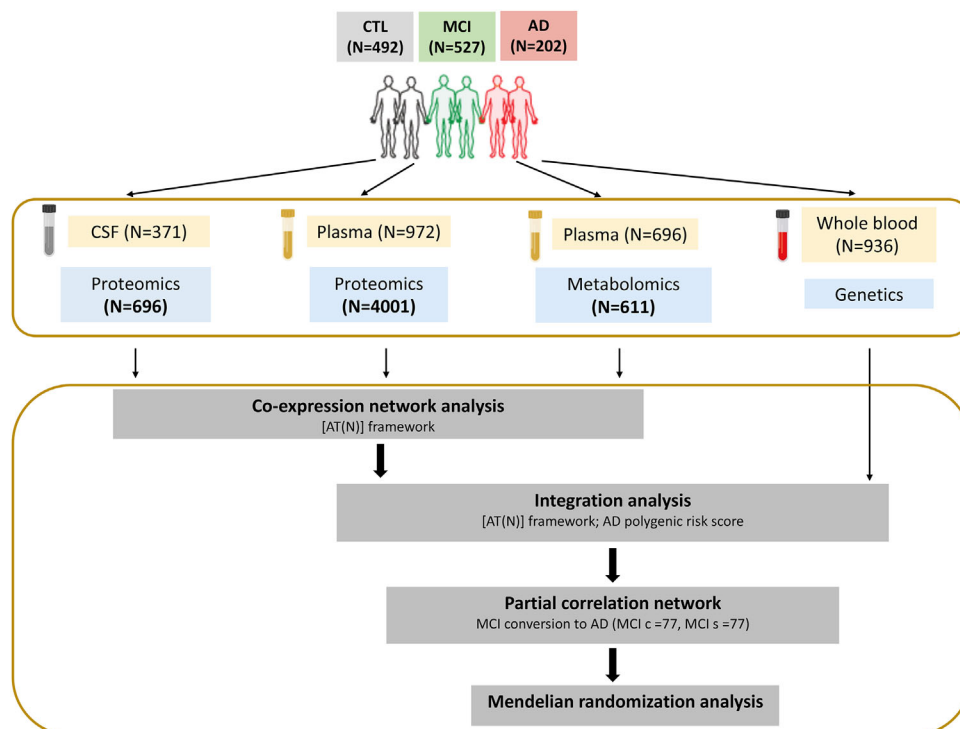 CTL
(N=492)
MCI
(N=527)
AD
(N=202)
CSF (N=371)
Plasma (N=972)
Plasma (N=696)
Whole blood
(N=936)
Proteomics
(N=696)
Proteomics
(N=4001)
Metabolomics
(N=611)
Genetics
Co-expression network analysis
[AT(N)] framework
Integration analysis
[AT(N)] framework; AD polygenic risk score
Partial correlation network
MCI conversion to AD (MCI c =77, MCI s =77)
Mendelian randomization analysis